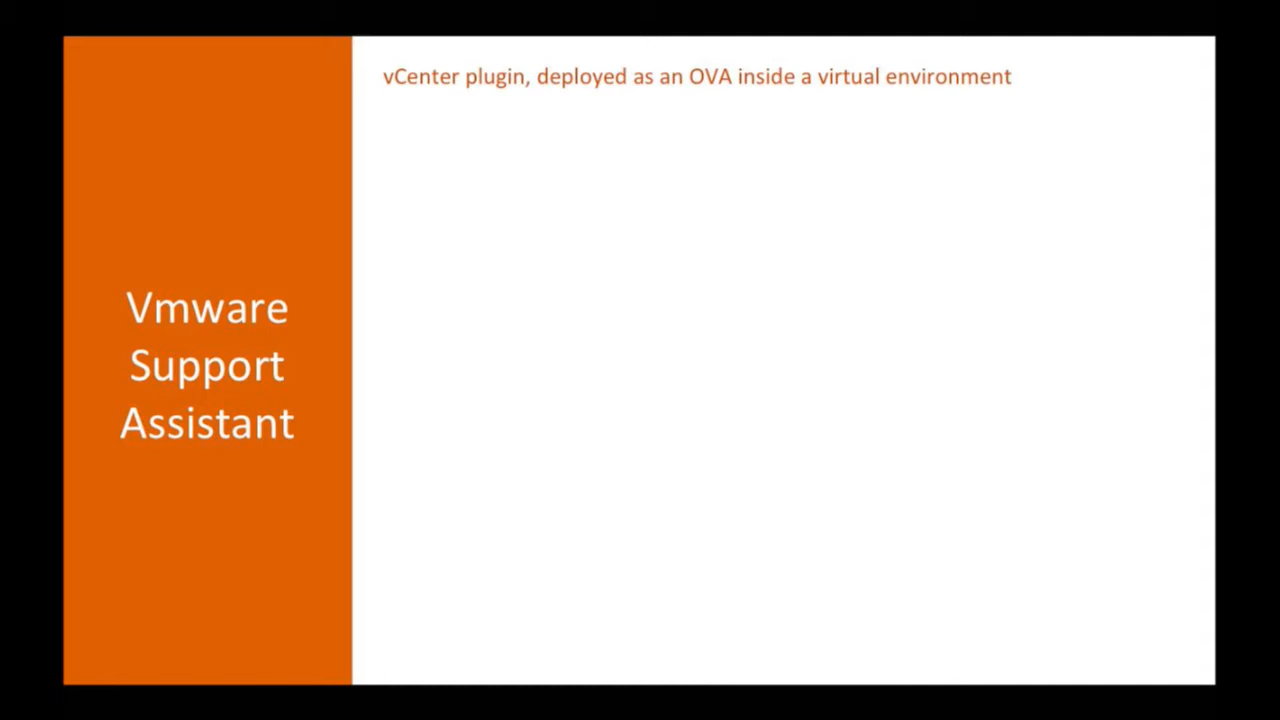 Vmware
Support
Assistant
vCenter plugin, deployed as an OVA inside a virtual environment